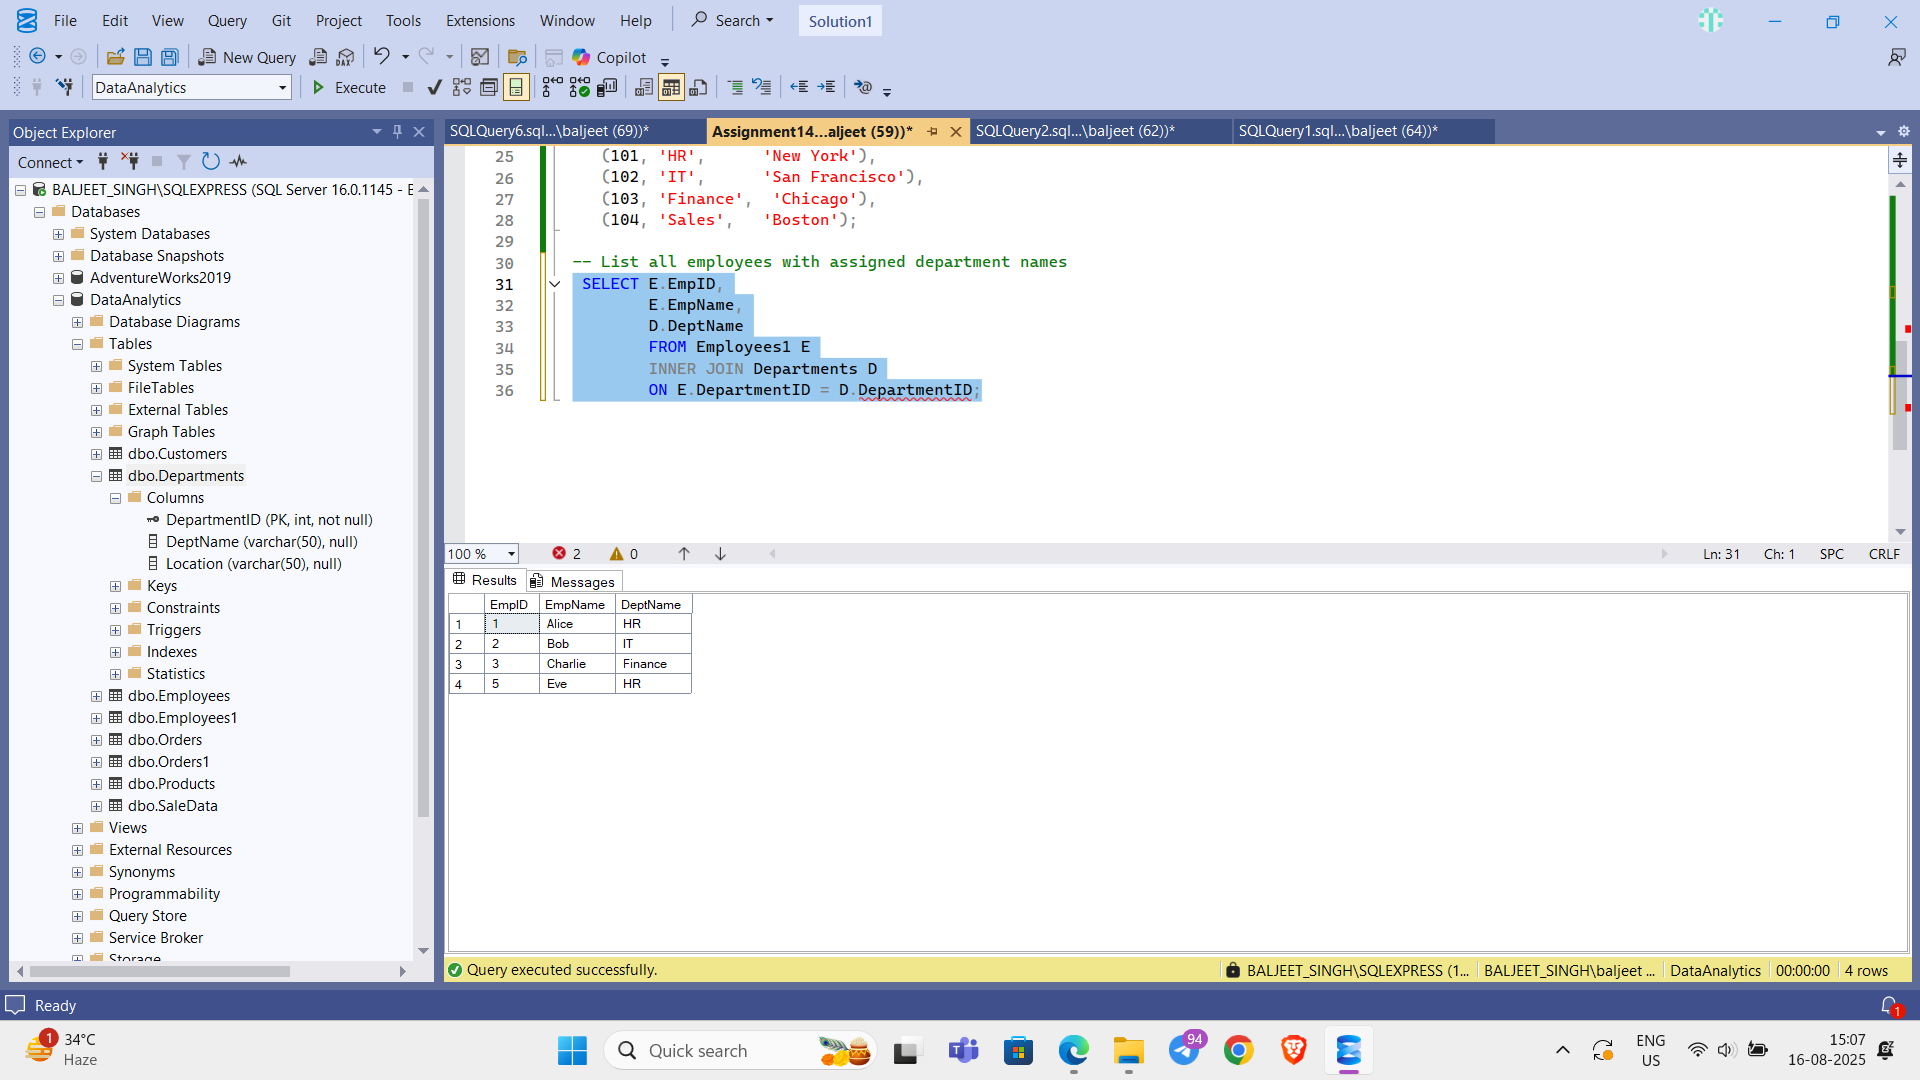 File Edit View Query Git Project Tools Extensions Window Help Search Solution1
New Query DAX Copilot
DataAnalytics Execute
Object Explorer
Connect
BALJEET_SINGH\SQLEXPRESS (SQL Server 16.0.1145 - E
Databases
System Databases
Database Snapshots
AdventureWorks2019
DataAnalytics
Database Diagrams
Tables
System Tables
FileTables
External Tables
Graph Tables
dbo.Customers
dbo.Departments
Columns
DepartmentID (PK, int, not null)
DeptName (varchar(50), null)
Location (varchar(50), null)
Keys
Constraints
Triggers
Indexes
Statistics
dbo.Employees
dbo.Employees1
dbo.Orders
dbo.Orders1
dbo.Products
dbo.SaleData
Views
External Resources
Synonyms
Programmability
Query Store
Service Broker
Storage
SQLQuery6.sql...\baljeet (69))* Assignment14...aljeet (59))* SQLQuery2.sql...\baljeet (62))* SQLQuery1.sql...\baljeet (64))*
25 (101, 'HR', 'New York'),
26 (102, 'IT', 'San Francisco'),
27 (103, 'Finance', 'Chicago'),
28 (104, 'Sales', 'Boston');
29
30 -- List all employees with assigned department names
31 SELECT E.EmpID,
32 E.EmpName,
33 D.DeptName
34 FROM Employees1 E
35 INNER JOIN Departments D
36 ON E.DepartmentID = D.DepartmentID;
100 % 2 0 Ln: 31 Ch: 1 SPC CRLF
Results Messages
EmpID EmpName DeptName
1 1 Alice HR
2 2 Bob IT
3 3 Charlie Finance
4 5 Eve HR
Query executed successfully. BALJEET_SINGH\SQLEXPRESS (1... BALJEET_SINGH\baljeet ... DataAnalytics 00:00:00 4 rows
Ready 1
1 34°C
Haze
Quick search 94
ENG
US
15:07
16-08-2025